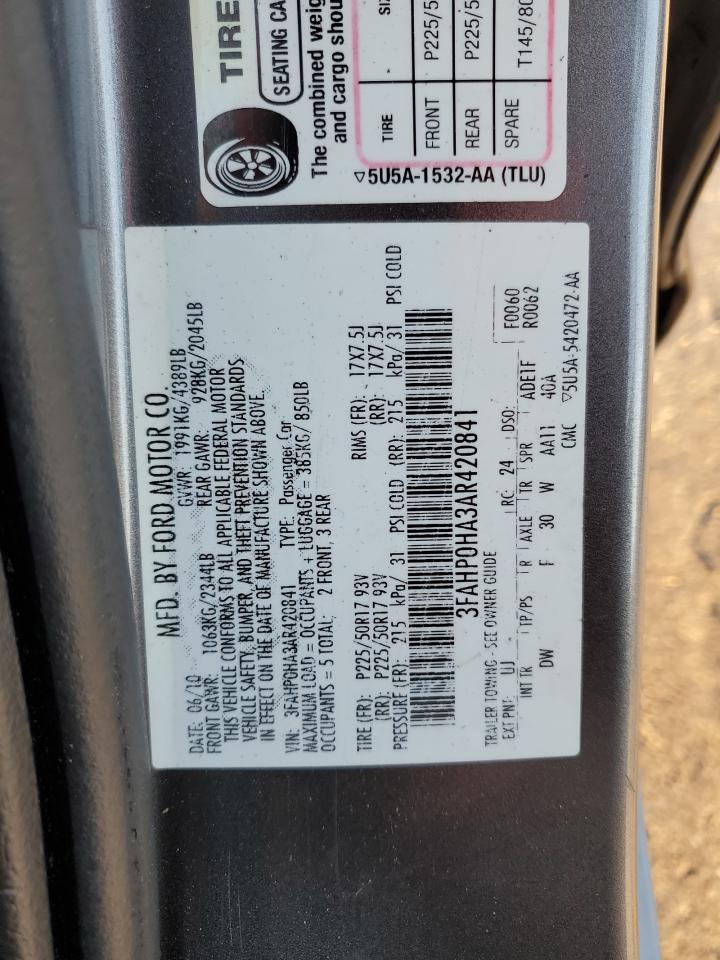 TIRE
SEATING CA
The combined weig
and cargo shou
TIRE SI
FRONT P225/5
REAR P225/5
SPARE T145/80
▽5U5A-1532-AA (TLU)
MFD. BY FORD MOTOR CO.
DATE: 06/10 GVWR: 1991KG/4389LB
FRONT GAWR: 1063KG/2344LB REAR GAWR: 928KG/2045LB
THIS VEHICLE CONFORMS TO ALL APPLICABLE FEDERAL MOTOR
VEHICLE SAFETY, BUMPER, AND THEFT PREVENTION STANDARDS
IN EFFECT ON THE DATE OF MANUFACTURE SHOWN ABOVE.
VIN: 3FAHP0HA3AR420841 TYPE: Passenger Car
MAXIMUM LOAD = OCCUPANTS + LUGGAGE = 385KG/ 850LB
OCCUPANTS = 5 TOTAL: 2 FRONT, 3 REAR
TIRE (FR): P225/50R17 93V RIMS (FR): 17X7.5J
(RR): P225/50R17 93V (RR): 17X7.5J
PRESSURE (FR): 215 kPa/ 31 PSI COLD (RR): 215 kPa/ 31 PSI COLD
3FAHP0HA3AR420841
TRAILER TOWING - SEE OWNER GUIDE
EXT PNT: UJ RC: 24 DSO: F0060
R0062
INT TR TP/PS R AXLE TR SPR ADE1F
DW F 30 W AA11 40A
CMC ▽5U5A-5420472-AA